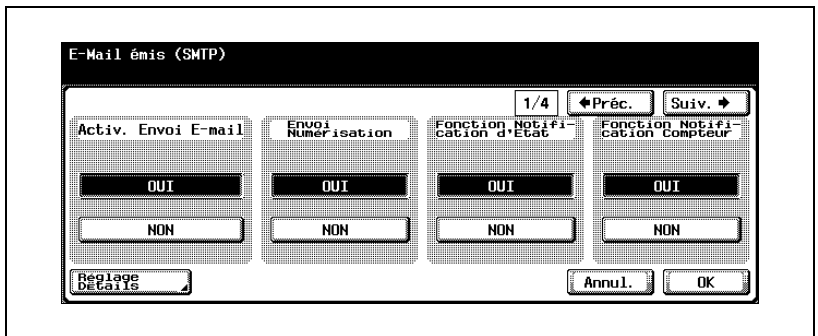 E-Mail émis (SMTP)
1/4 Préc. Suiv.
Activ. Envoi E-mail
Envoi
Numérisation
Fonction Notifi-
cation d'Etat
Fonction Notifi-
cation Compteur
OUI OUI OUI OUI
NON NON NON NON
Réglage
Détails
Annul. OK